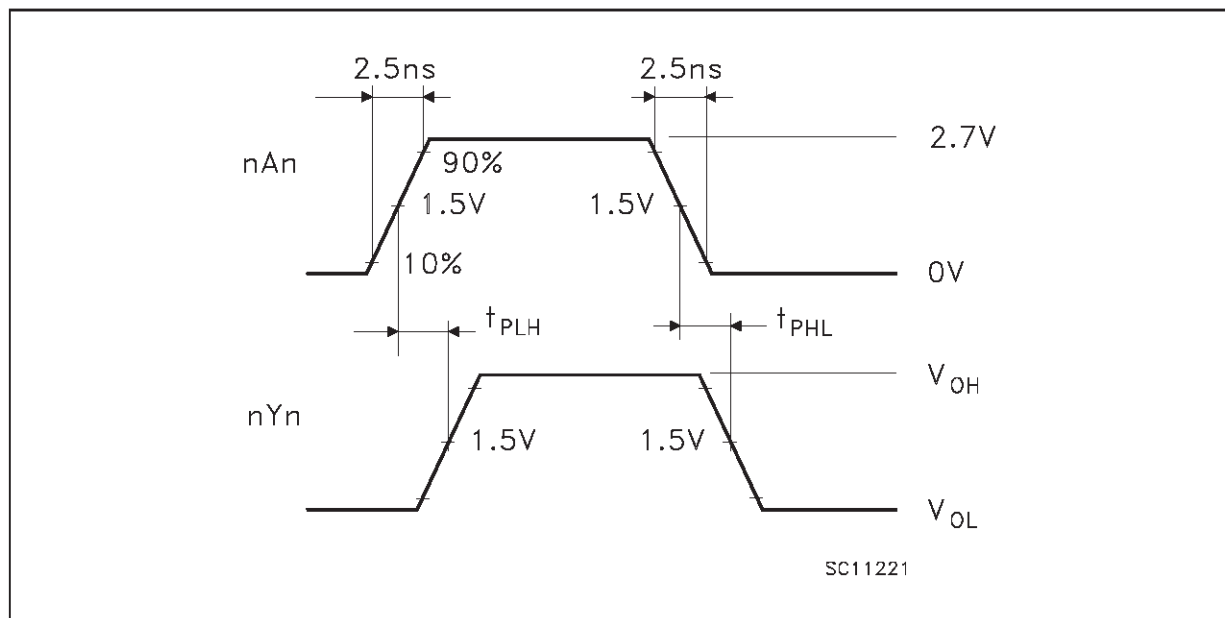 2.5ns 2.5ns
nAn 90% 2.7V
1.5V 1.5V
10% 0V
tPLH tPHL
VOH
nYn 1.5V 1.5V
VOL
SC11221